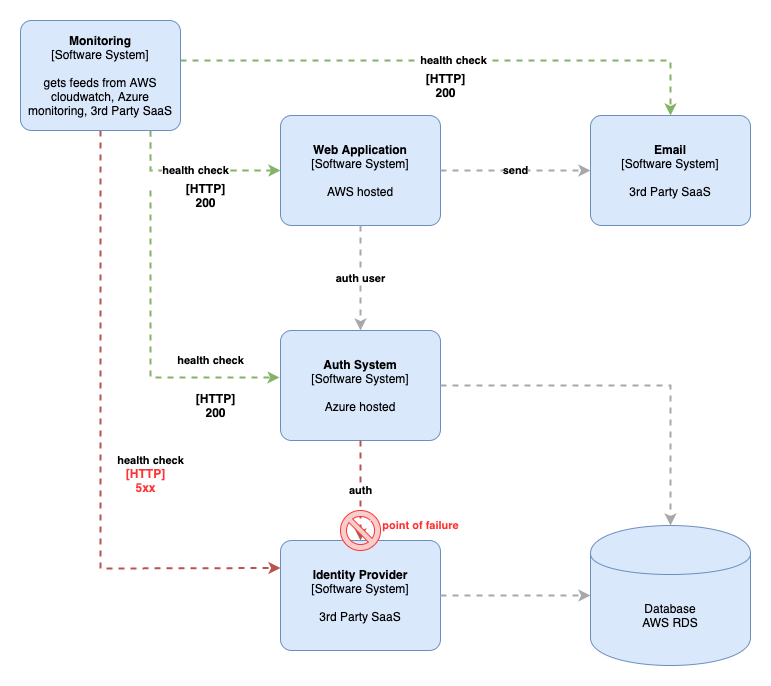 Monitoring
[Software System]
gets feeds from AWS
cloudwatch, Azure
monitoring, 3rd Party SaaS
health check
[HTTP]
200
Web Application
[Software System]
AWS hosted
send
Email
[Software System]
3rd Party SaaS
health check
[HTTP]
200
auth user
Auth System
[Software System]
Azure hosted
health check
[HTTP]
200
health check
[HTTP]
5xx
auth
point of failure
Identity Provider
[Software System]
3rd Party SaaS
Database
AWS RDS